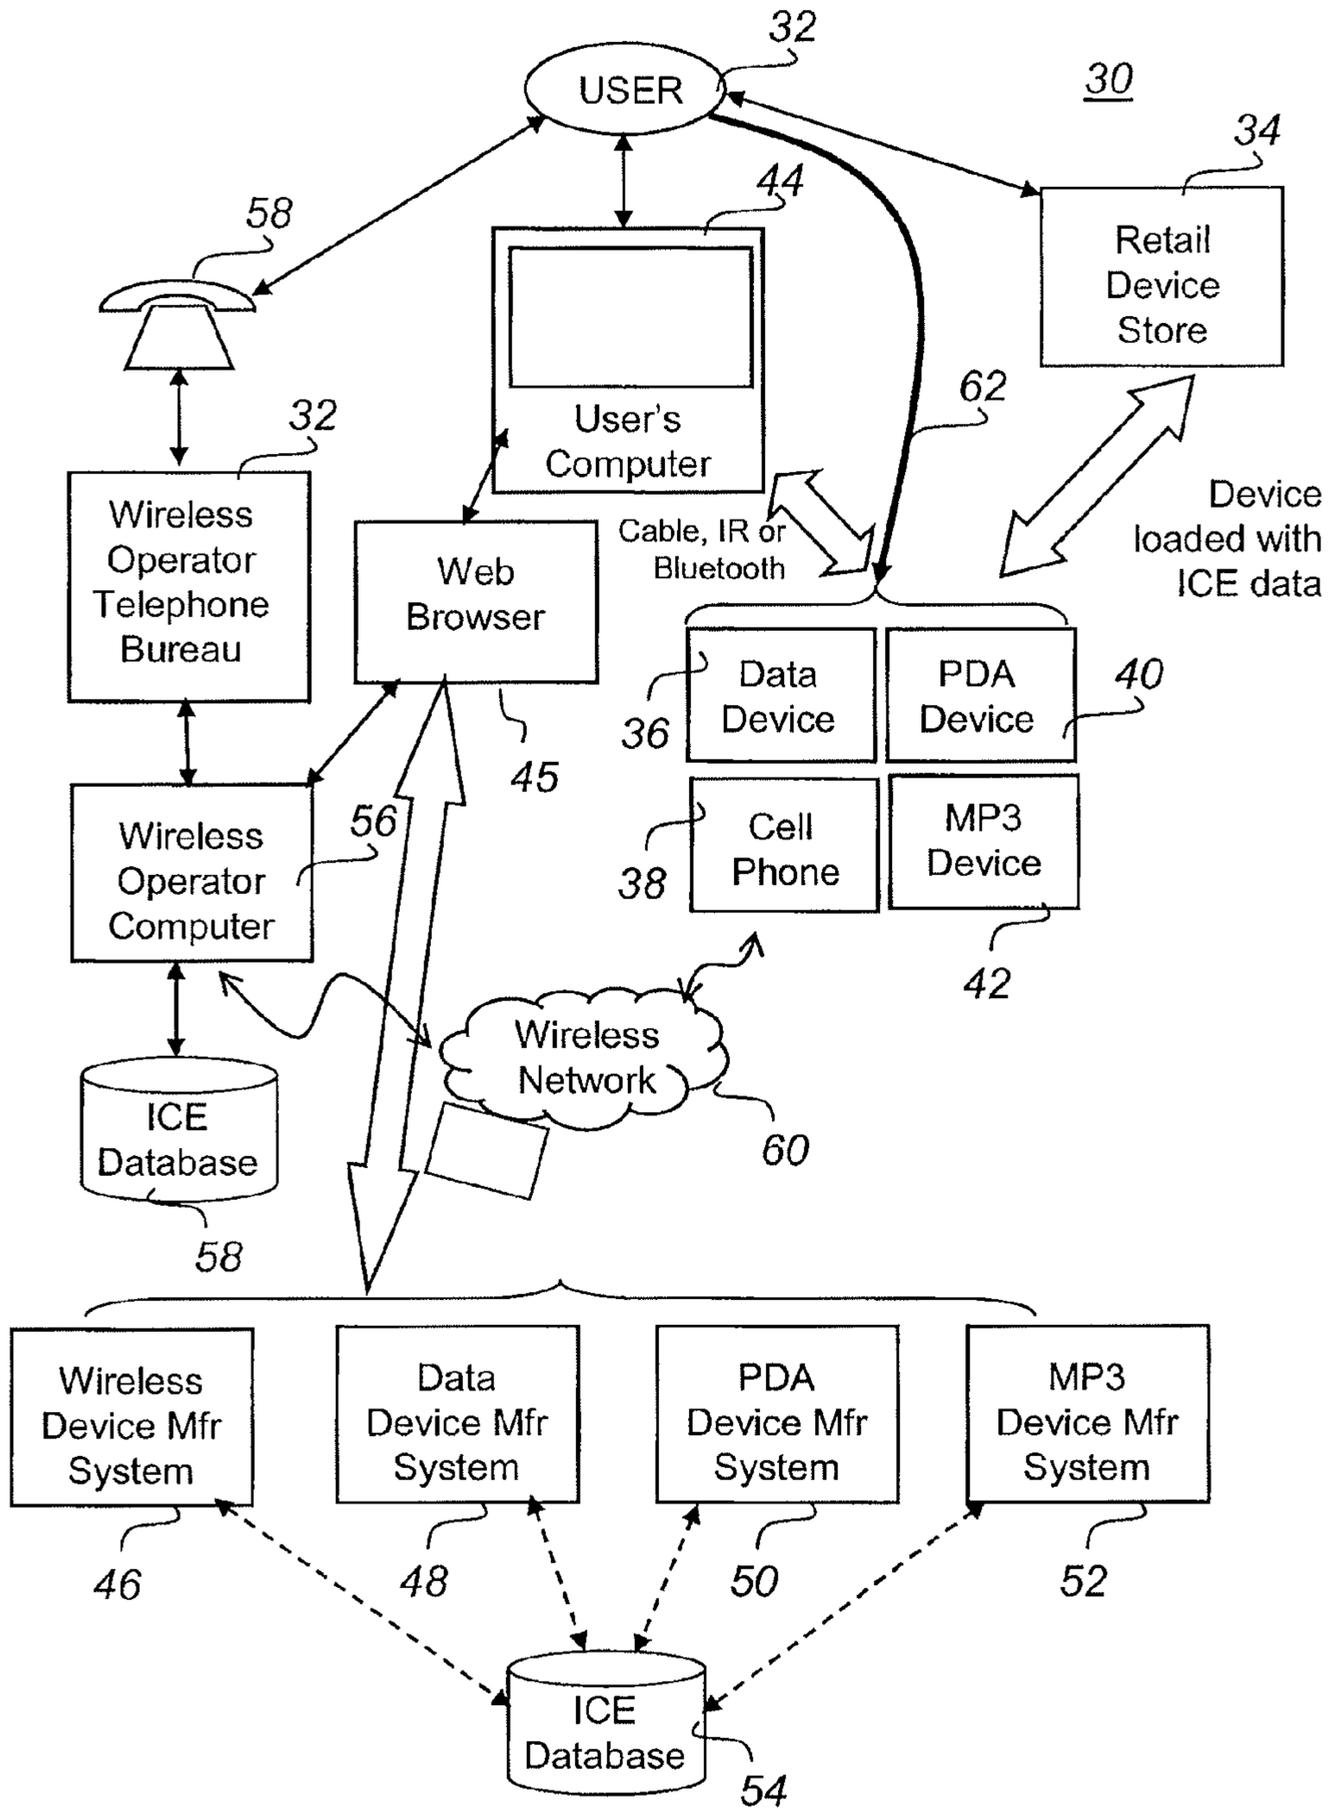 32
USER
30
34
44
58
Retail
Device
Store
62
32
User's
Computer
Device
loaded with
ICE data
Wireless
Operator
Telephone
Bureau
Cable, IR or
Bluetooth
Web
Browser
45
36
Data
Device
PDA
Device
40
38
Cell
Phone
MP3
Device
42
56
Wireless
Operator
Computer
Wireless
Network
60
ICE
Database
58
Wireless
Device Mfr
System
46
Data
Device Mfr
System
48
PDA
Device Mfr
System
50
MP3
Device Mfr
System
52
ICE
Database
54